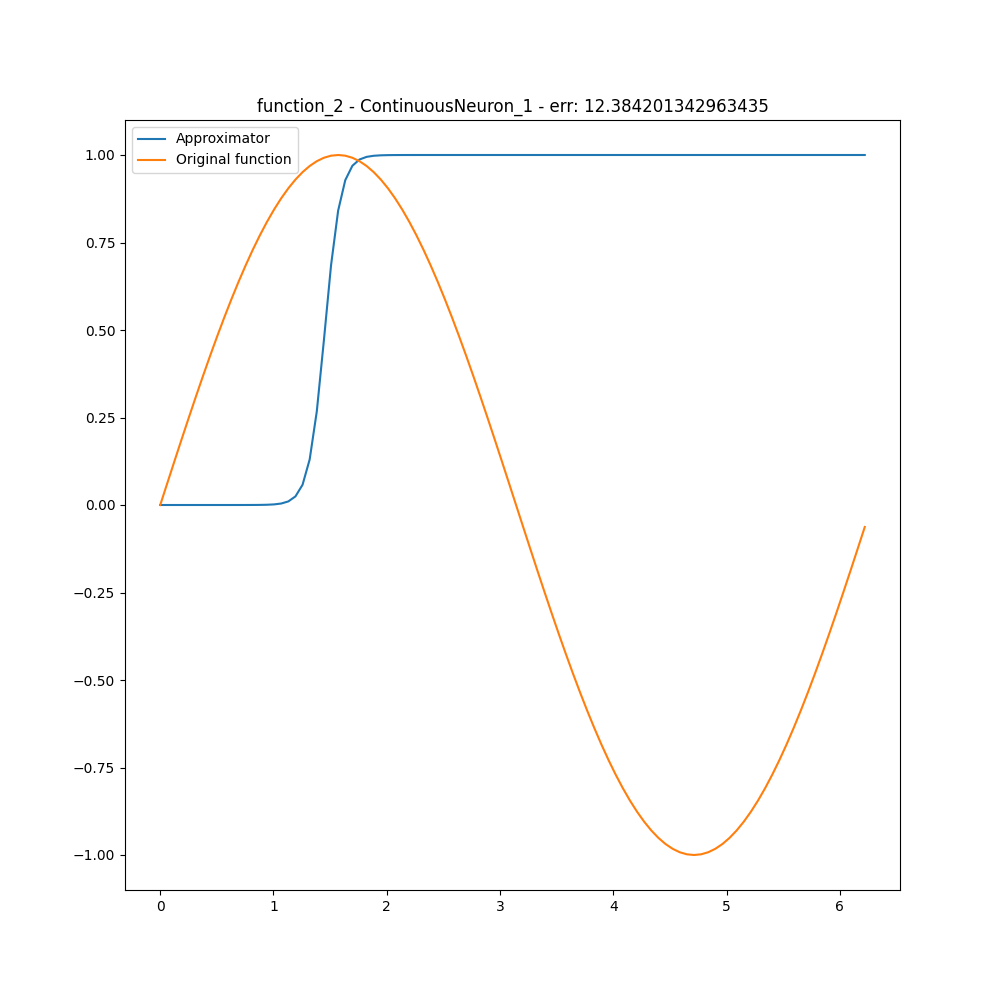 function_2 - ContinuousNeuron_1 - err: 12.384201342963435
Approximator
Original function
1.00
0.75
0.50
0.25
0.00
−0.25
−0.50
−0.75
−1.00
0 1 2 3 4 5 6